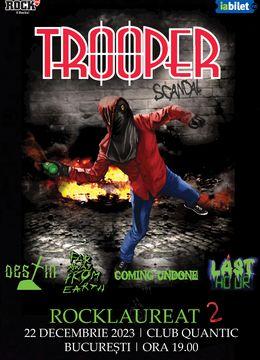 ROCK
iabilet
TROOPER
SCANDAL
DESTIN
FAR AWAY FROM EARTH
COMING UNDONE
LAST HOUR
ROCKLAUREAT 2
22 DECEMBRIE 2023 | CLUB QUANTIC
BUCUREȘTI | ORA 19.00